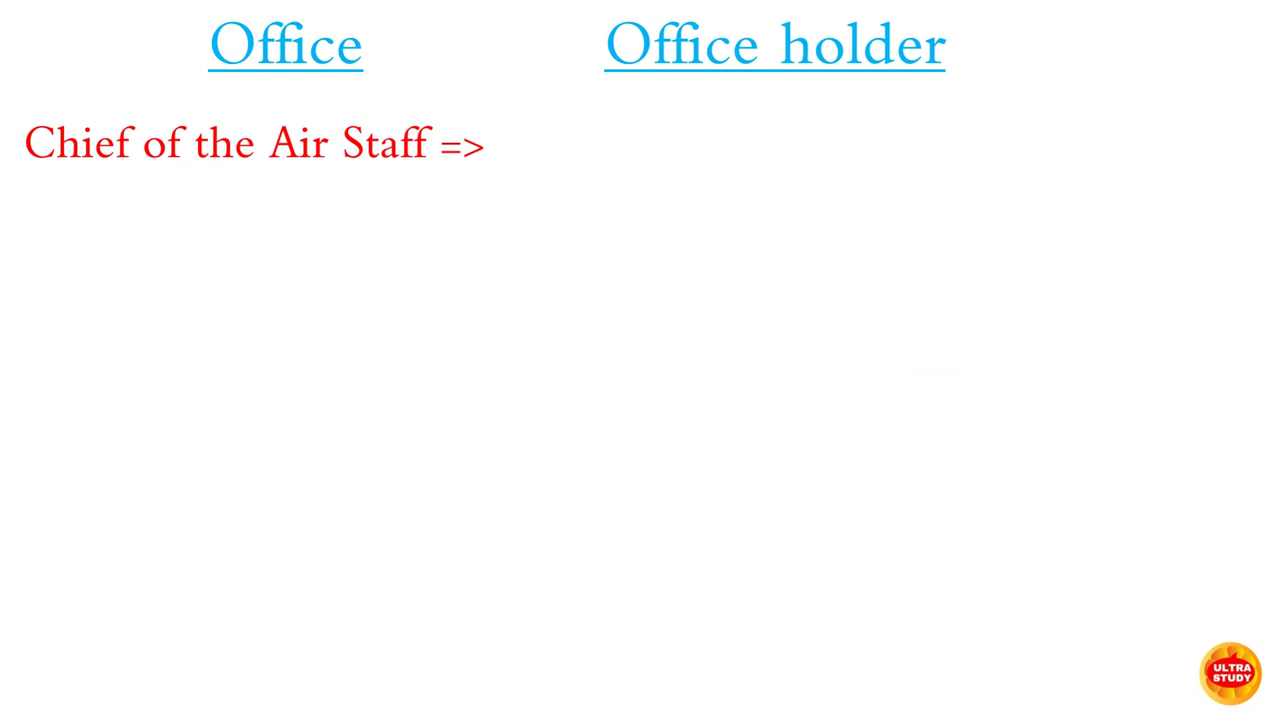 Office Office holder
Chief of the Air Staff =>
ULTRA
STUDY